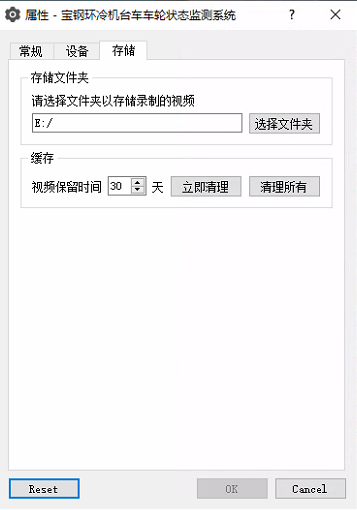 属性 - 宝钢环冷机台车车轮状态监测系统
常规 设备 存储
存储文件夹
请选择文件夹以存储录制的视频
E:/ 选择文件夹
缓存
视频保留时间 30 天 立即清理 清理所有
Reset OK Cancel